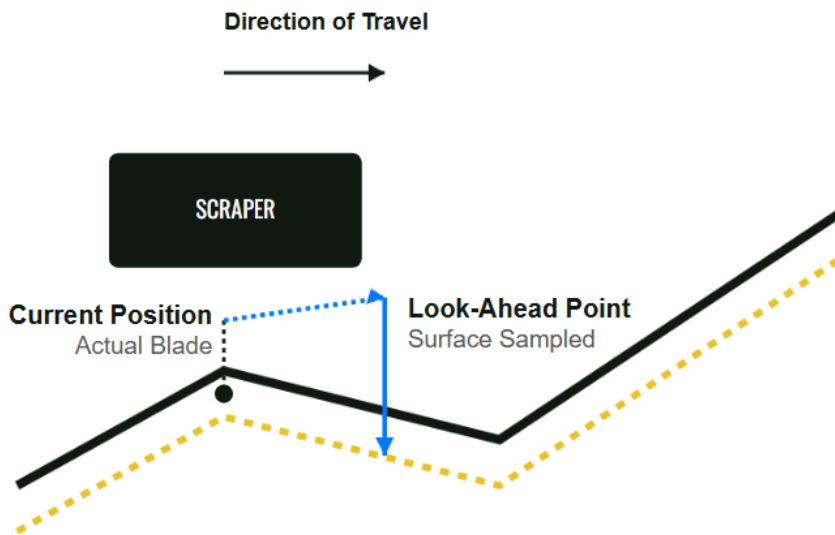 Direction of Travel
SCRAPER
Current Position
Actual Blade
Look-Ahead Point
Surface Sampled